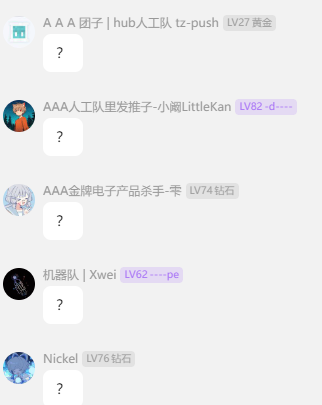 A A A 团子 | hub人工队 tz-push LV27 黄金
?
AAA人工队里发推子-小阚LittleKan LV82 -d----
?
AAA金牌电子产品杀手-零 LV74 钻石
?
机器队 | Xwei LV62 ----pe
?
Nickel LV76 钻石
?